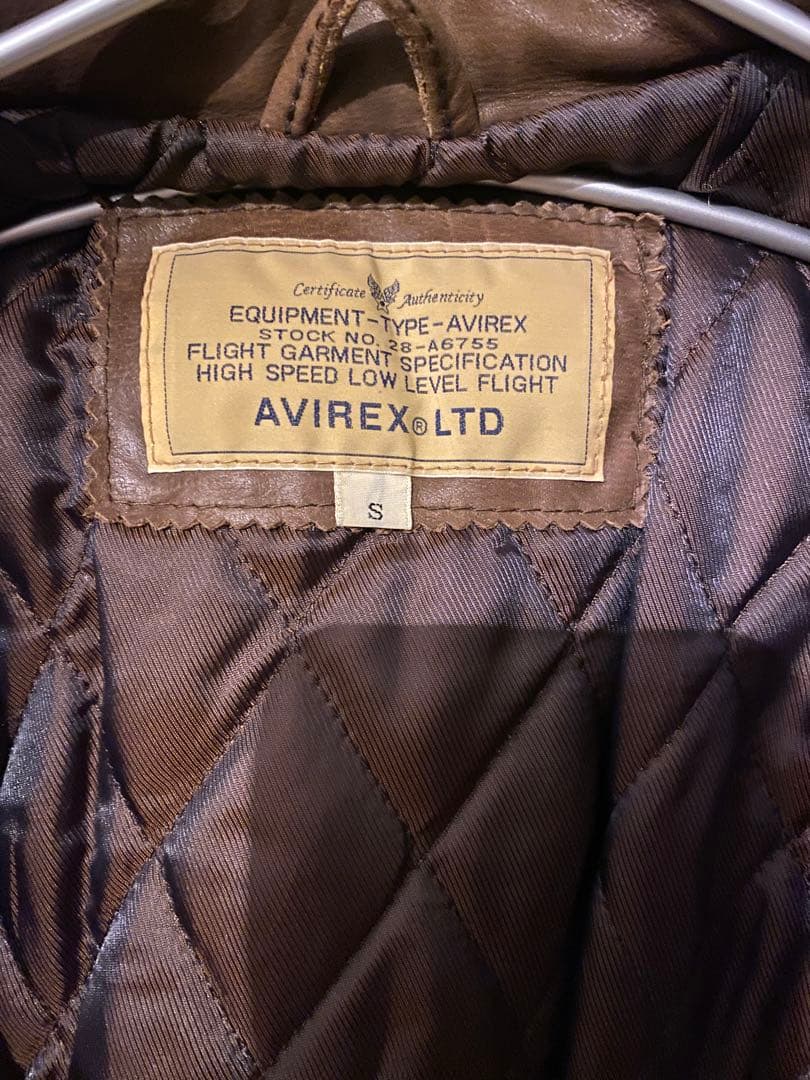 Certificate Authenticity
EQUIPMENT-TYPE-AVIREX
STOCK NO. 28-A6755
FLIGHT GARMENT SPECIFICATION
HIGH SPEED LOW LEVEL FLIGHT
AVIREX® LTD
S